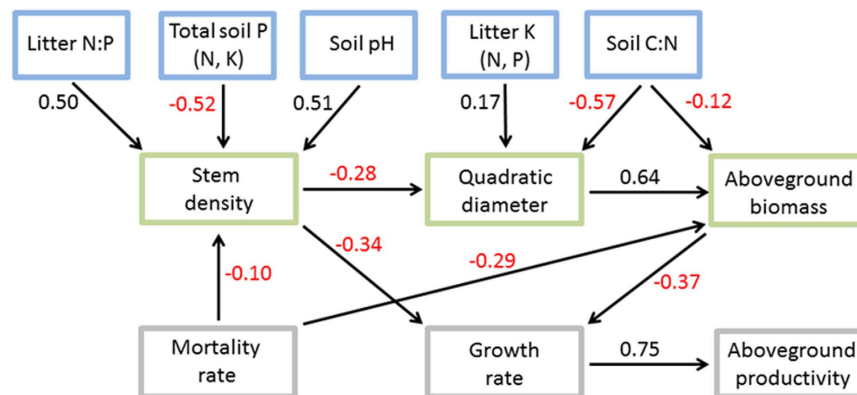 Litter N:P
Total soil P
(N, K)
Soil pH
Litter K
(N, P)
Soil C:N
0.50
-0.52
0.51
0.17
-0.57
-0.12
Stem
density
-0.28
Quadratic
diameter
0.64
Aboveground
biomass
-0.10
-0.34
-0.29
-0.37
Mortality
rate
Growth
rate
0.75
Aboveground
productivity